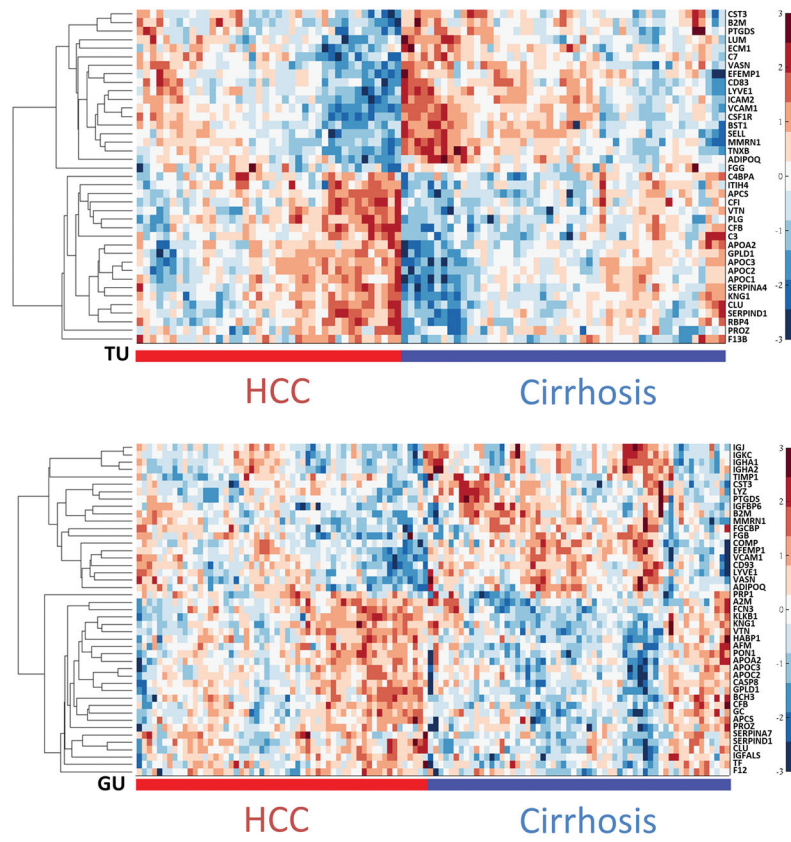 CST3
B2M
PTGDS
LUM
ECM1
C7
VASN
EFEMP1
CD83
LYVE1
ICAM2
VCAM1
CSF1R
BST1
SELL
MMRN1
TNXB
ADIPOQ
FGG
C4BPA
ITIH4
APCS
CFI
VTN
PLG
CFB
C3
APOA2
GPLD1
APOC3
APOC2
APOC1
SERPINA4
KNG1
CLU
SERPIND1
RBP4
PROZ
F13B
3
2
1
0
-1
-2
-3
TU
HCC Cirrhosis
IGJ
IGKC
IGHA1
IGHA2
TIMP1
CST3
LYZ
PTGDS
IGFBP6
B2M
MMRN1
FGCBP
FGB
COMP
EFEMP1
VCAM1
CD93
LYVE1
VASN
ADIPOQ
PRP1
A2M
FCN3
KLKB1
KNG1
VTN
HABP1
AFM
PON1
APOA2
APOC3
APOC2
CASP8
GPLD1
BCH3
CFB
GC
APCS
PROZ
SERPINA7
SERPIND1
CLU
IGFALS
TF
F12
3
2
1
0
-1
-2
-3
GU
HCC Cirrhosis